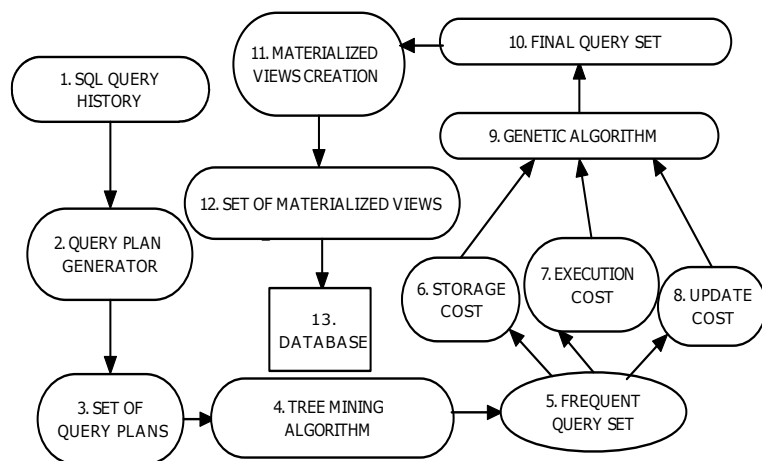 1. SQL QUERY
HISTORY
2. QUERY PLAN
GENERATOR
3. SET OF
QUERY PLANS
4. TREE MINING
ALGORITHM
5. FREQUENT
QUERY SET
6. STORAGE
COST
7. EXECUTION
COST
8. UPDATE
COST
9. GENETIC ALGORITHM
10. FINAL QUERY SET
11. MATERIALIZED
VIEWS CREATION
12. SET OF MATERIALIZED VIEWS
13.
DATABASE